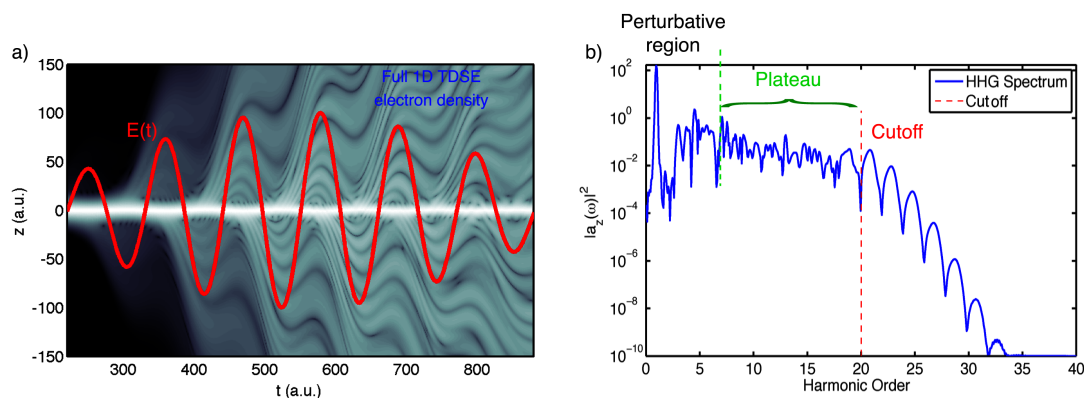 a)
Full 1D TDSE
electron density
E(t)
z (a.u.)
150
100
50
0
-50
-100
-150
300
400
500
600
700
800
t (a.u.)
b)
Perturbative
region
Plateau
Cutoff
HHG Spectrum
Cutoff
|a_z(ω)|^2
10^2
10^0
10^-2
10^-4
10^-6
10^-8
10^-10
0
5
10
15
20
25
30
35
40
Harmonic Order